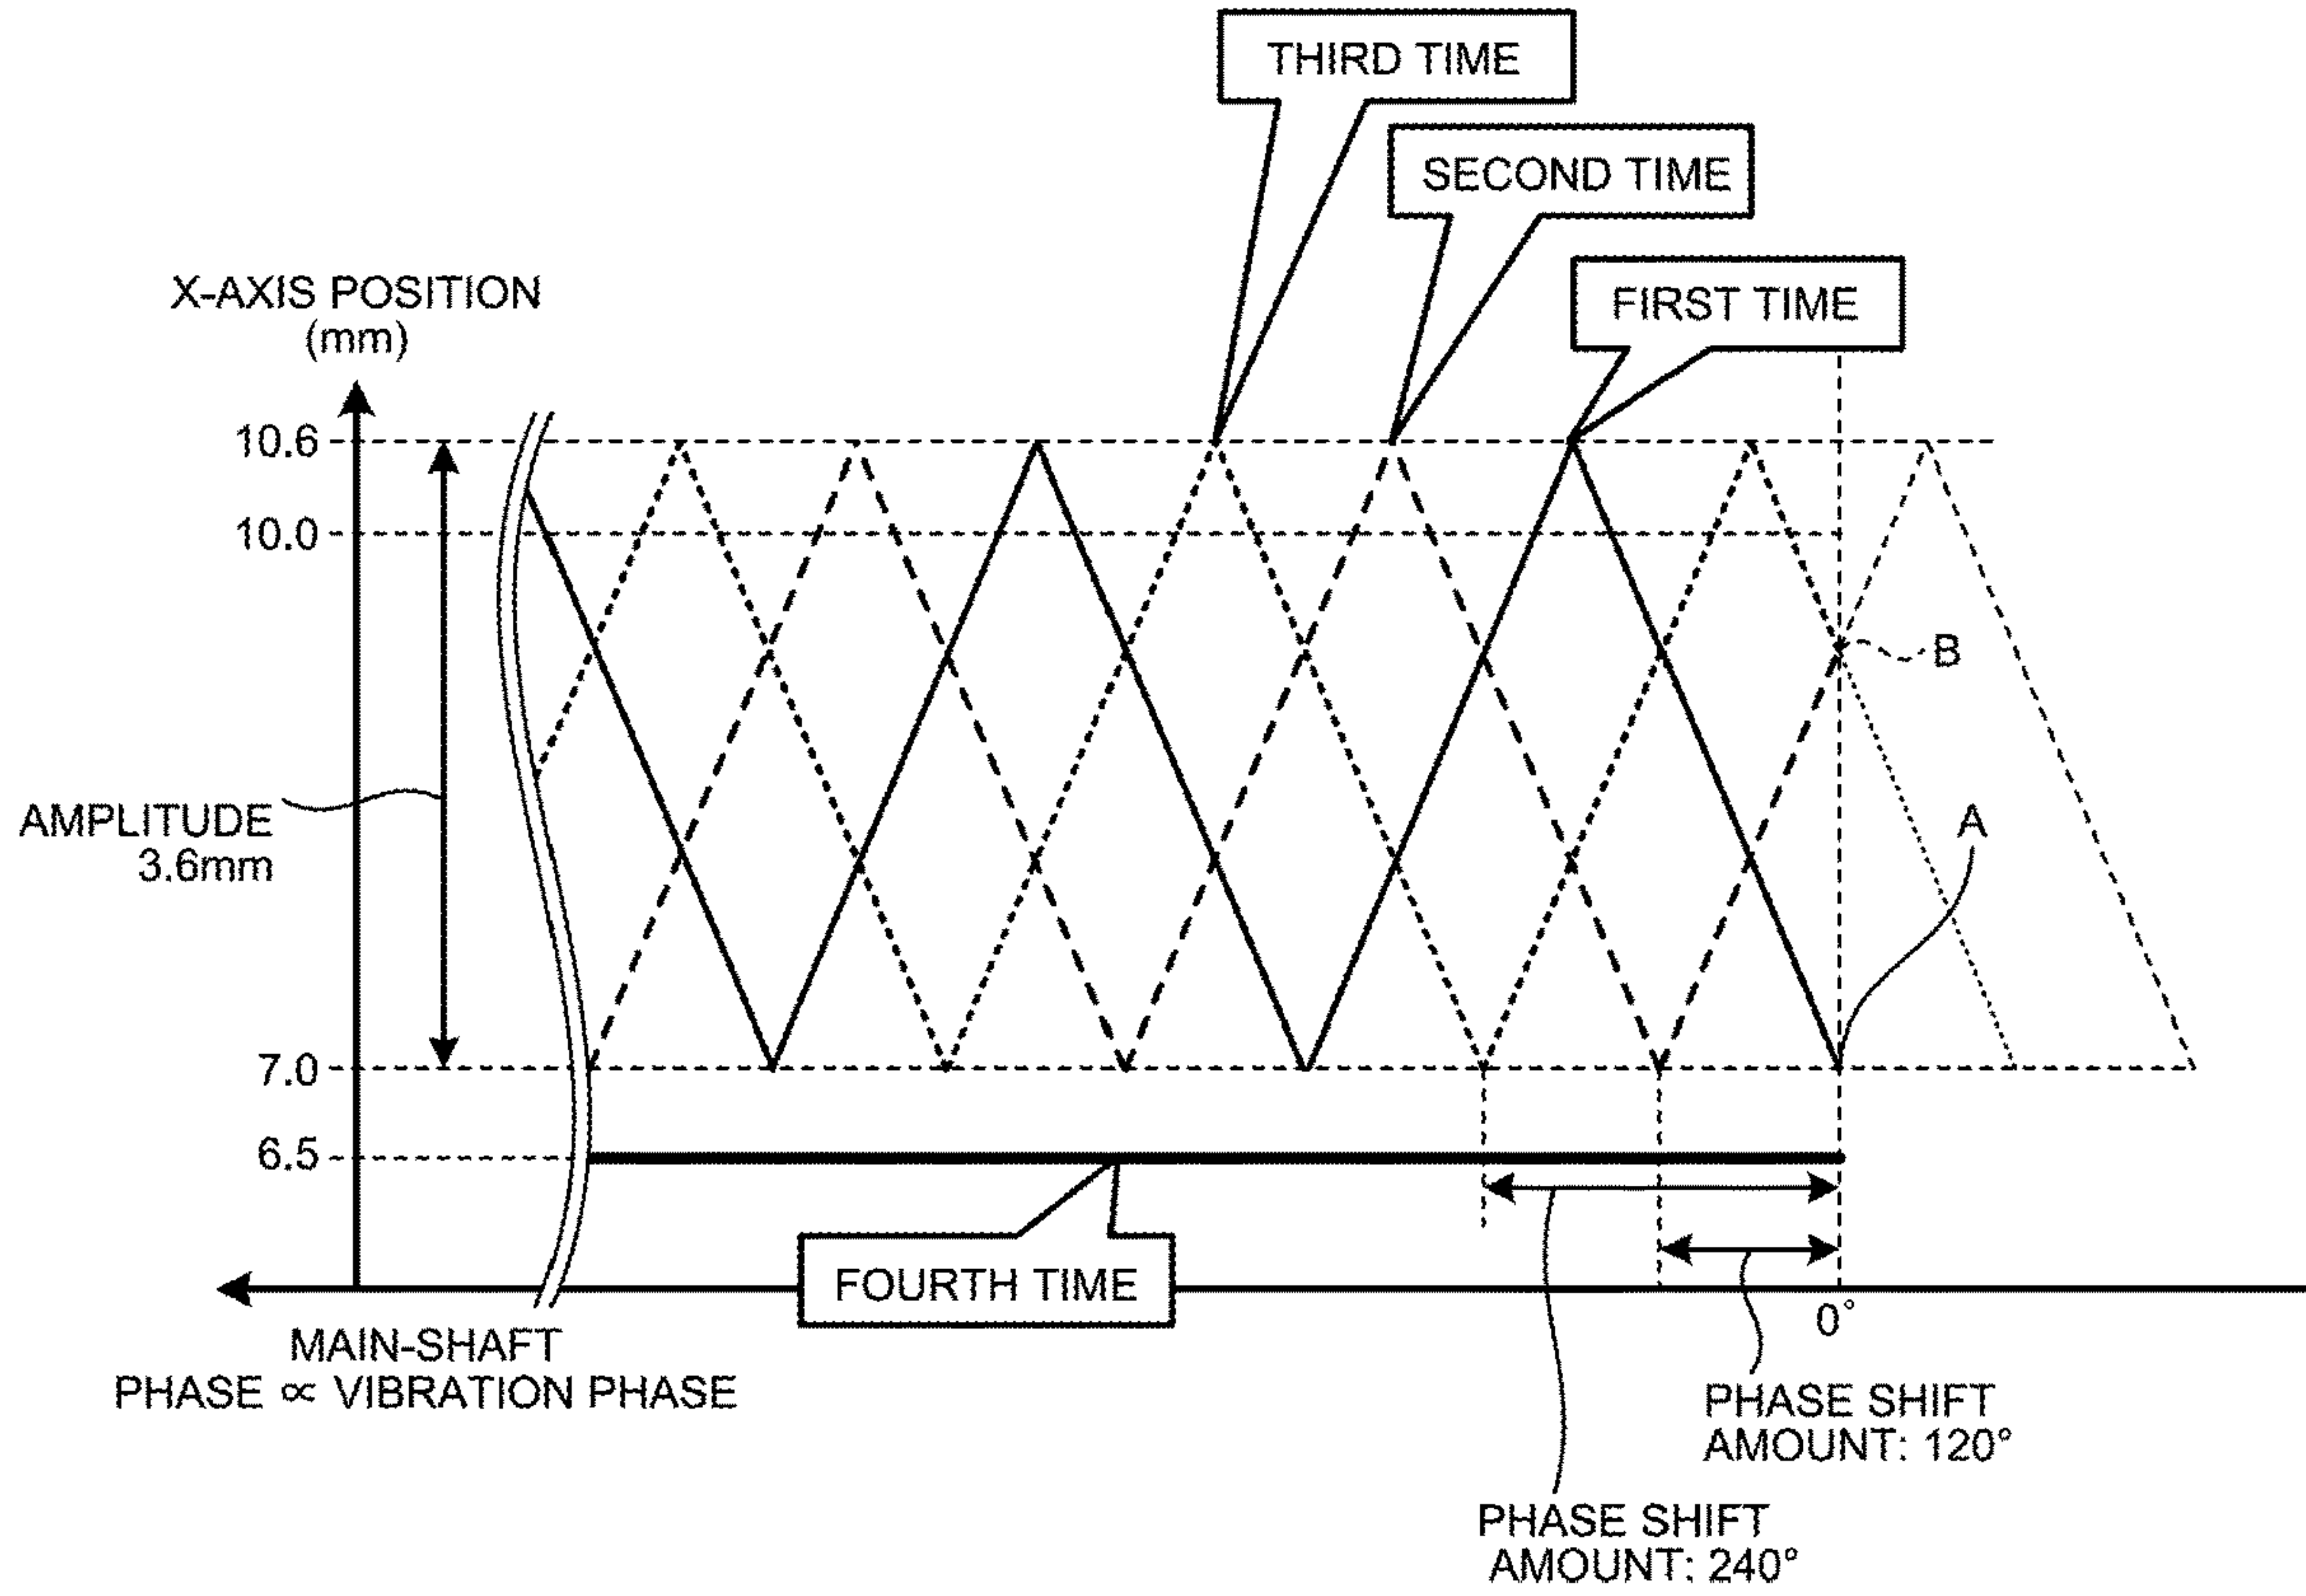 THIRD TIME
SECOND TIME
FIRST TIME
X-AXIS POSITION
(mm)
10.6
10.0
B
A
AMPLITUDE
3.6mm
7.0
6.5
FOURTH TIME
0°
MAIN-SHAFT
PHASE ∝ VIBRATION PHASE
PHASE SHIFT
AMOUNT: 120°
PHASE SHIFT
AMOUNT: 240°